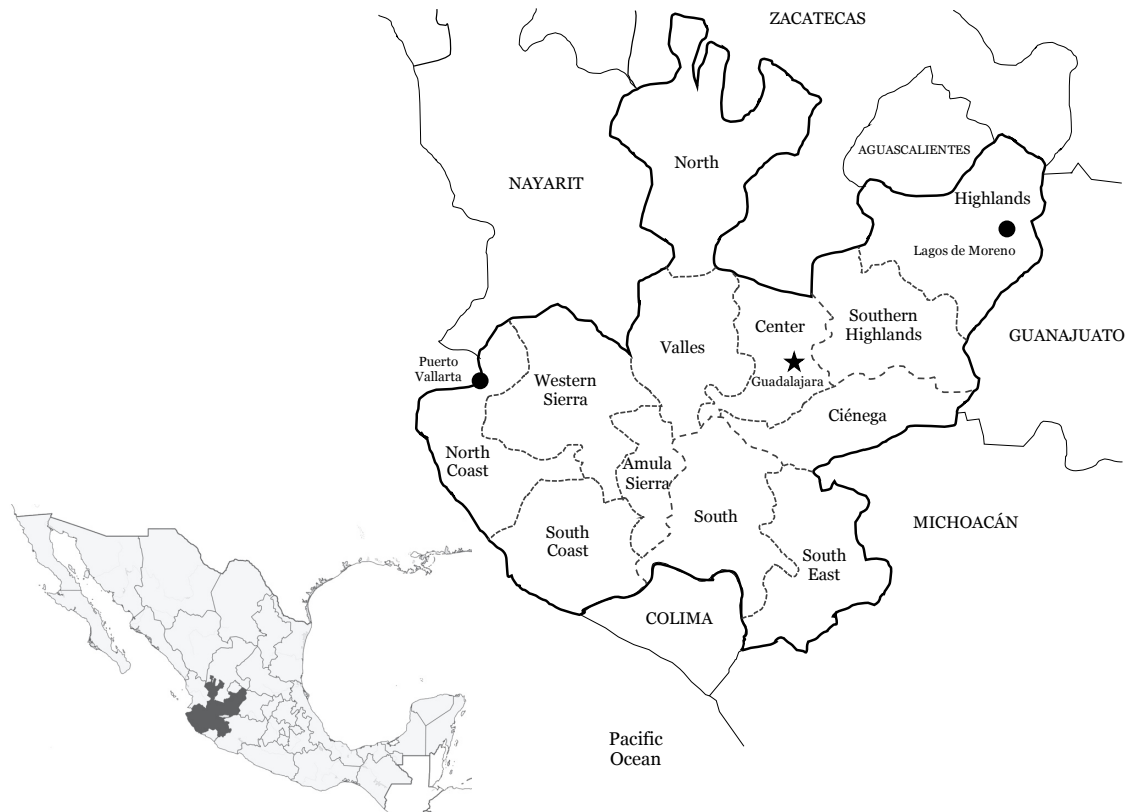 ZACATECAS
AGUASCALIENTES
North
NAYARIT
Highlands
Lagos de Moreno
Center
Southern
Highlands
GUANAJUATO
Valles
Puerto
Vallarta
Guadalajara
Western
Sierra
Ciénega
North
Coast
Amula
Sierra
South
MICHOACÁN
South
Coast
South
East
COLIMA
Pacific
Ocean